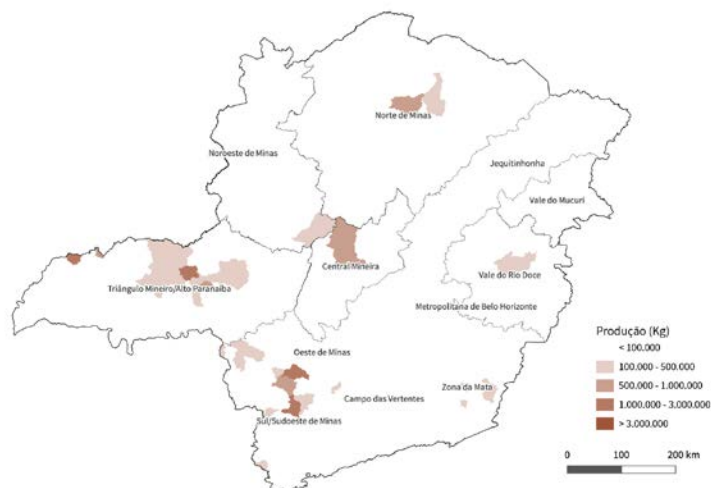 Norte de Minas
Noroeste de Minas
Jequitinhonha
Vale do Mucuri
Central Mineira
Vale do Rio Doce
Triângulo Mineiro/Alto Paranaíba
Metropolitana de Belo Horizonte
Oeste de Minas
Zona da Mata
Campo das Vertentes
Sul/Sudoeste de Minas
Produção (Kg)
< 100.000
100.000 - 500.000
500.000 - 1.000.000
1.000.000 - 3.000.000
> 3.000.000
0 100 200 km